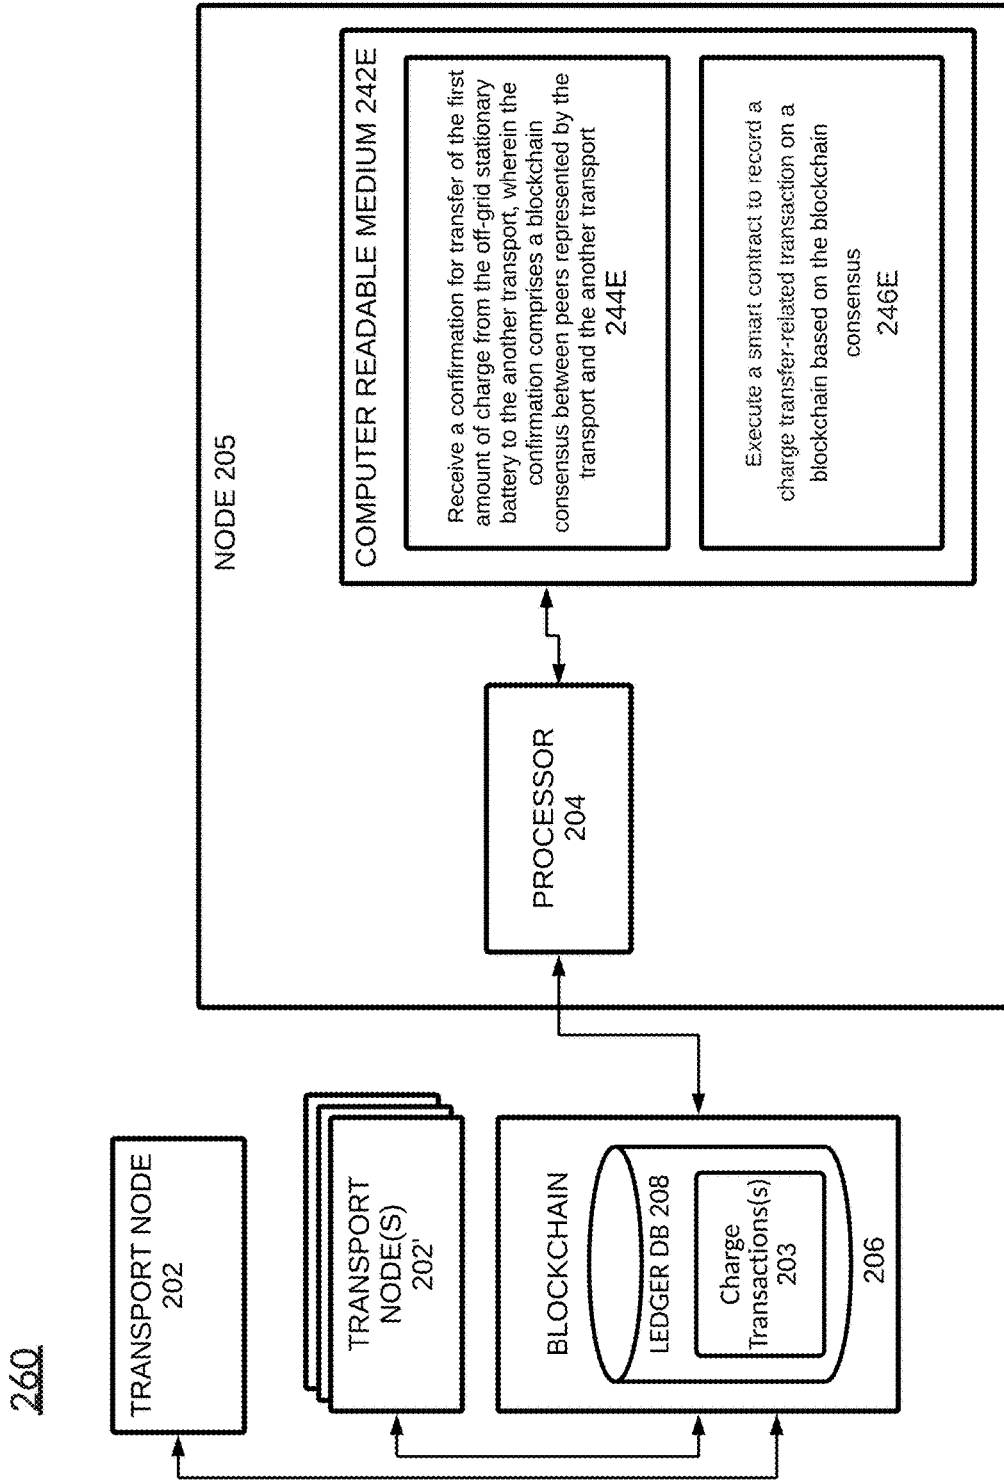 260
TRANSPORT NODE
202
TRANSPORT
NODE(S)
202'
BLOCKCHAIN
LEDGER DB 208
Charge
Transactions(s)
203
206
NODE 205
PROCESSOR
204
COMPUTER READABLE MEDIUM 242E
Receive a confirmation for transfer of the first
amount of charge from the off-grid stationary
battery to the another transport, wherein the
confirmation comprises a blockchain
consensus between peers represented by the
transport and the another transport
244E
Execute a smart contract to record a
charge transfer-related transaction on a
blockchain based on the blockchain
consensus
246E